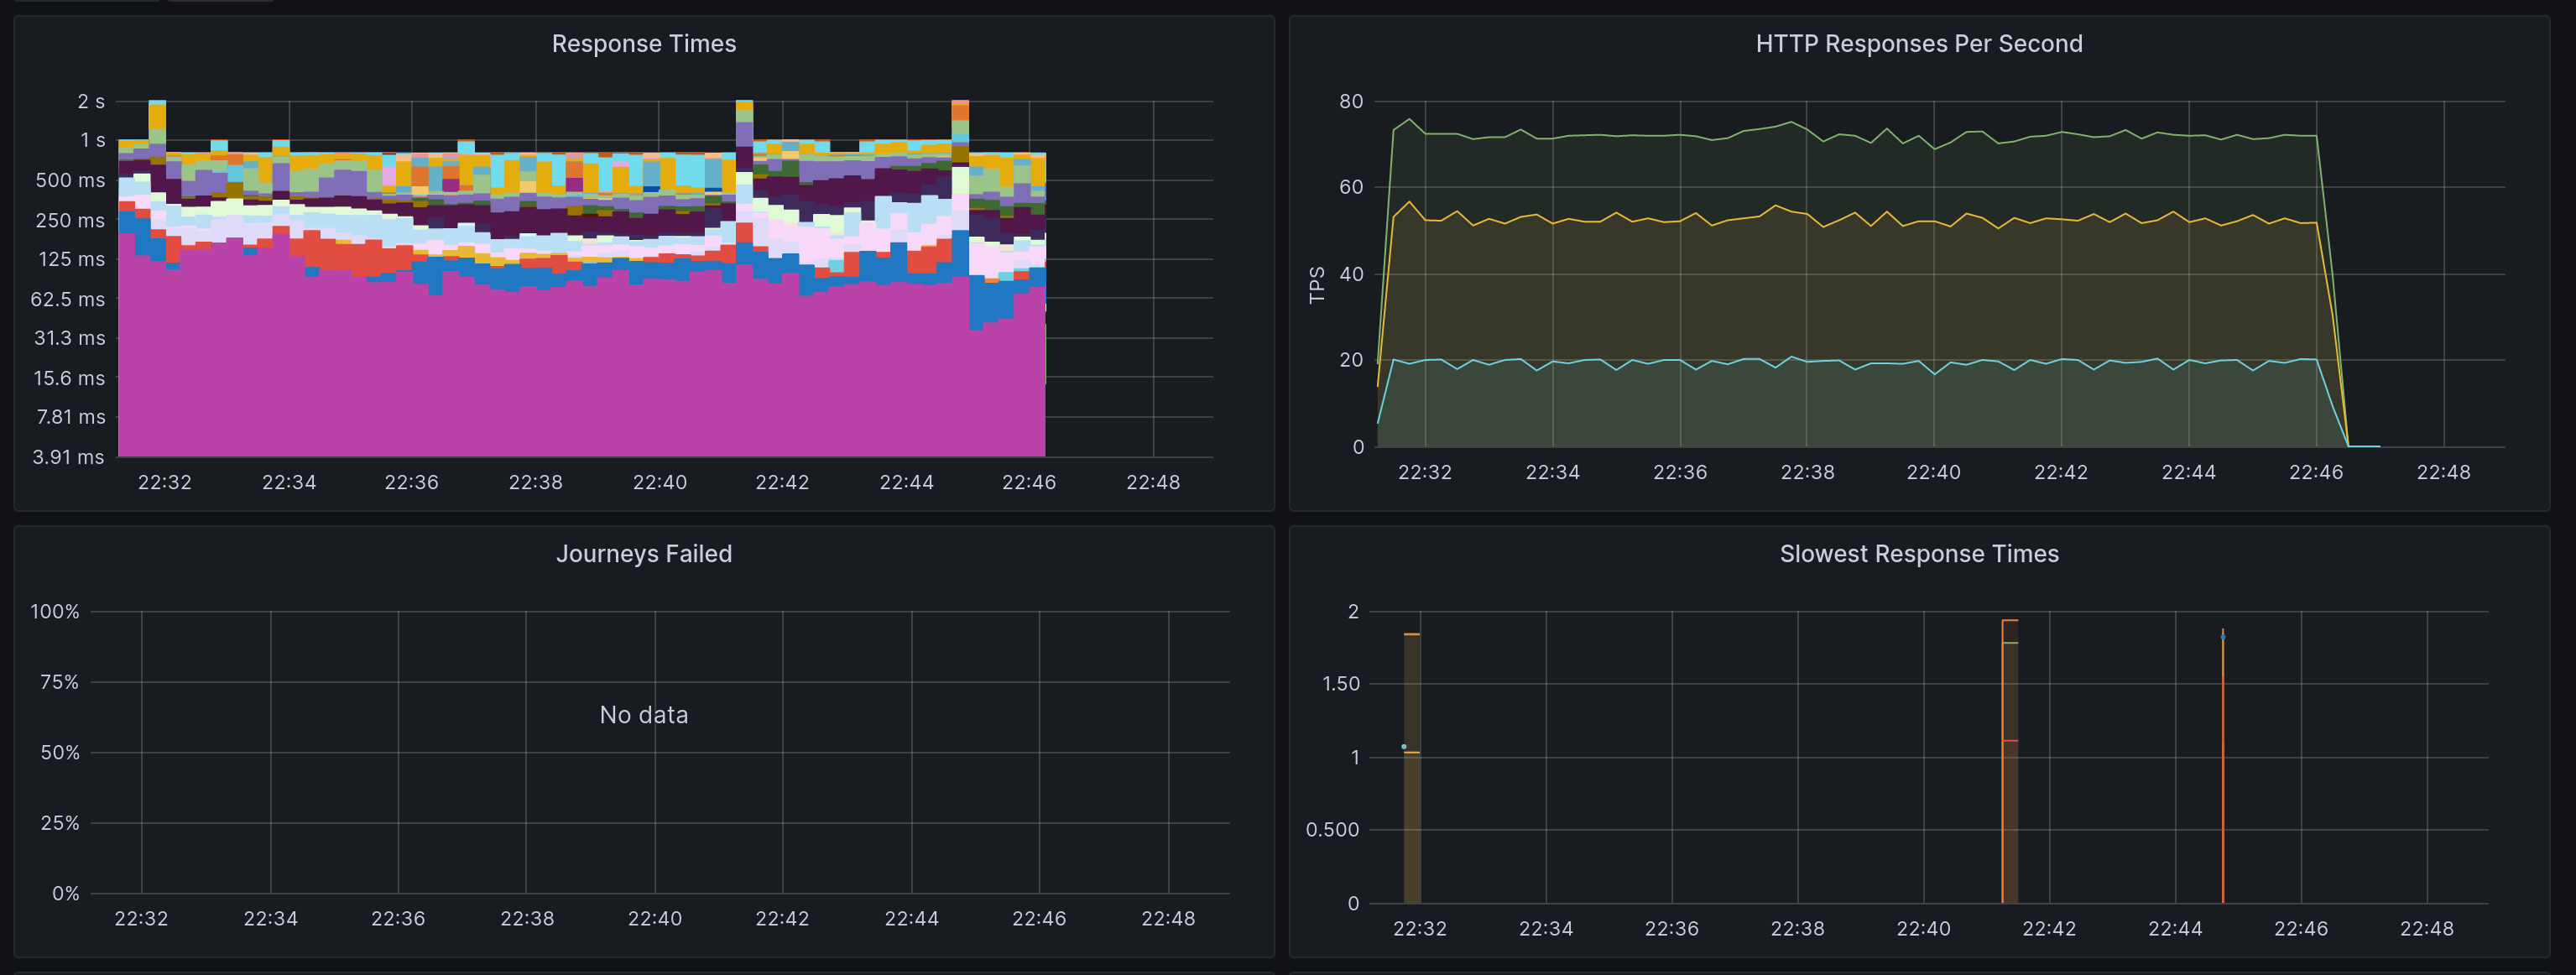 Response Times
2 s
1 s
500 ms
250 ms
125 ms
62.5 ms
31.3 ms
15.6 ms
7.81 ms
3.91 ms
22:32 22:34 22:36 22:38 22:40 22:42 22:44 22:46 22:48
HTTP Responses Per Second
TPS
80
60
40
20
0
22:32 22:34 22:36 22:38 22:40 22:42 22:44 22:46 22:48
Journeys Failed
100%
75%
No data
50%
25%
0%
22:32 22:34 22:36 22:38 22:40 22:42 22:44 22:46 22:48
Slowest Response Times
2
1.50
1
0.500
0
22:32 22:34 22:36 22:38 22:40 22:42 22:44 22:46 22:48